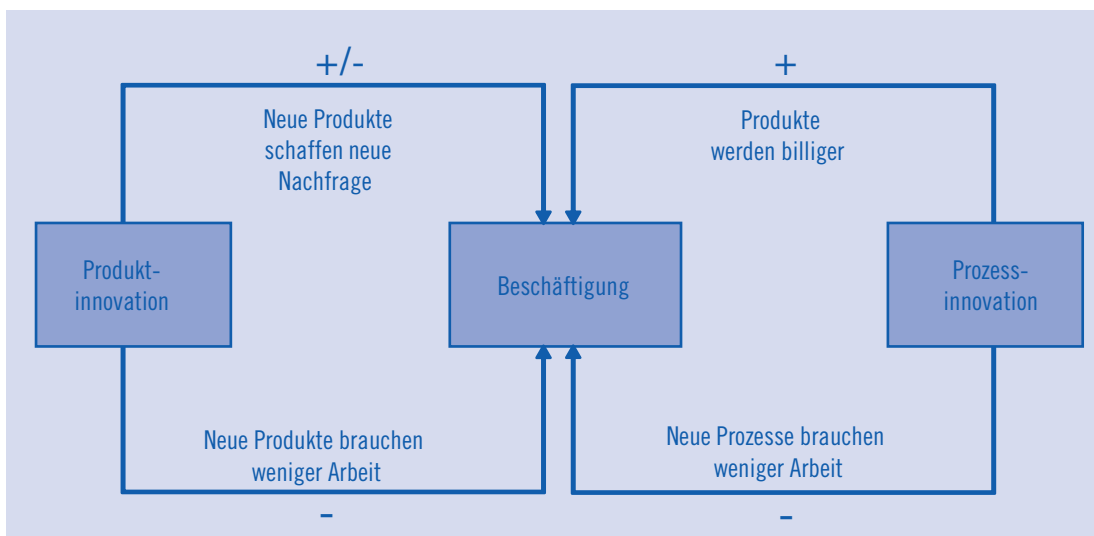 +/-
Neue Produkte
schaffen neue
Nachfrage
+
Produkte
werden billiger
Produkt-
innovation
Beschäftigung
Prozess-
innovation
Neue Produkte brauchen
weniger Arbeit
-
Neue Prozesse brauchen
weniger Arbeit
-